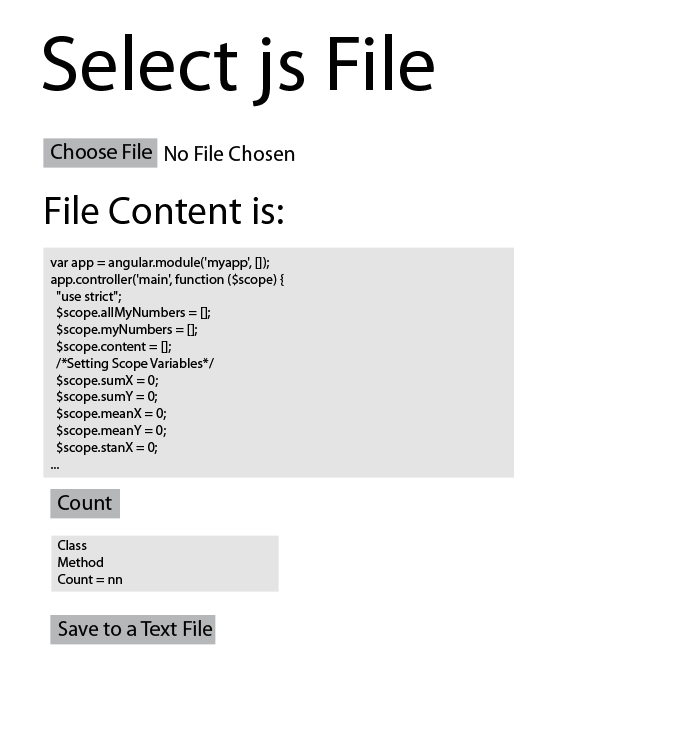 Select js File
Choose File No File Chosen
File Content is:
var app = angular.module('myapp', []);
app.controller('main', function ($scope) {
"use strict";
$scope.allMyNumbers = [];
$scope.myNumbers = [];
$scope.content = [];
/*Setting Scope Variables*/
$scope.sumX = 0;
$scope.sumY = 0;
$scope.meanX = 0;
$scope.meanY = 0;
$scope.stanX = 0;
...
Count
Class
Method
Count = nn
Save to a Text File